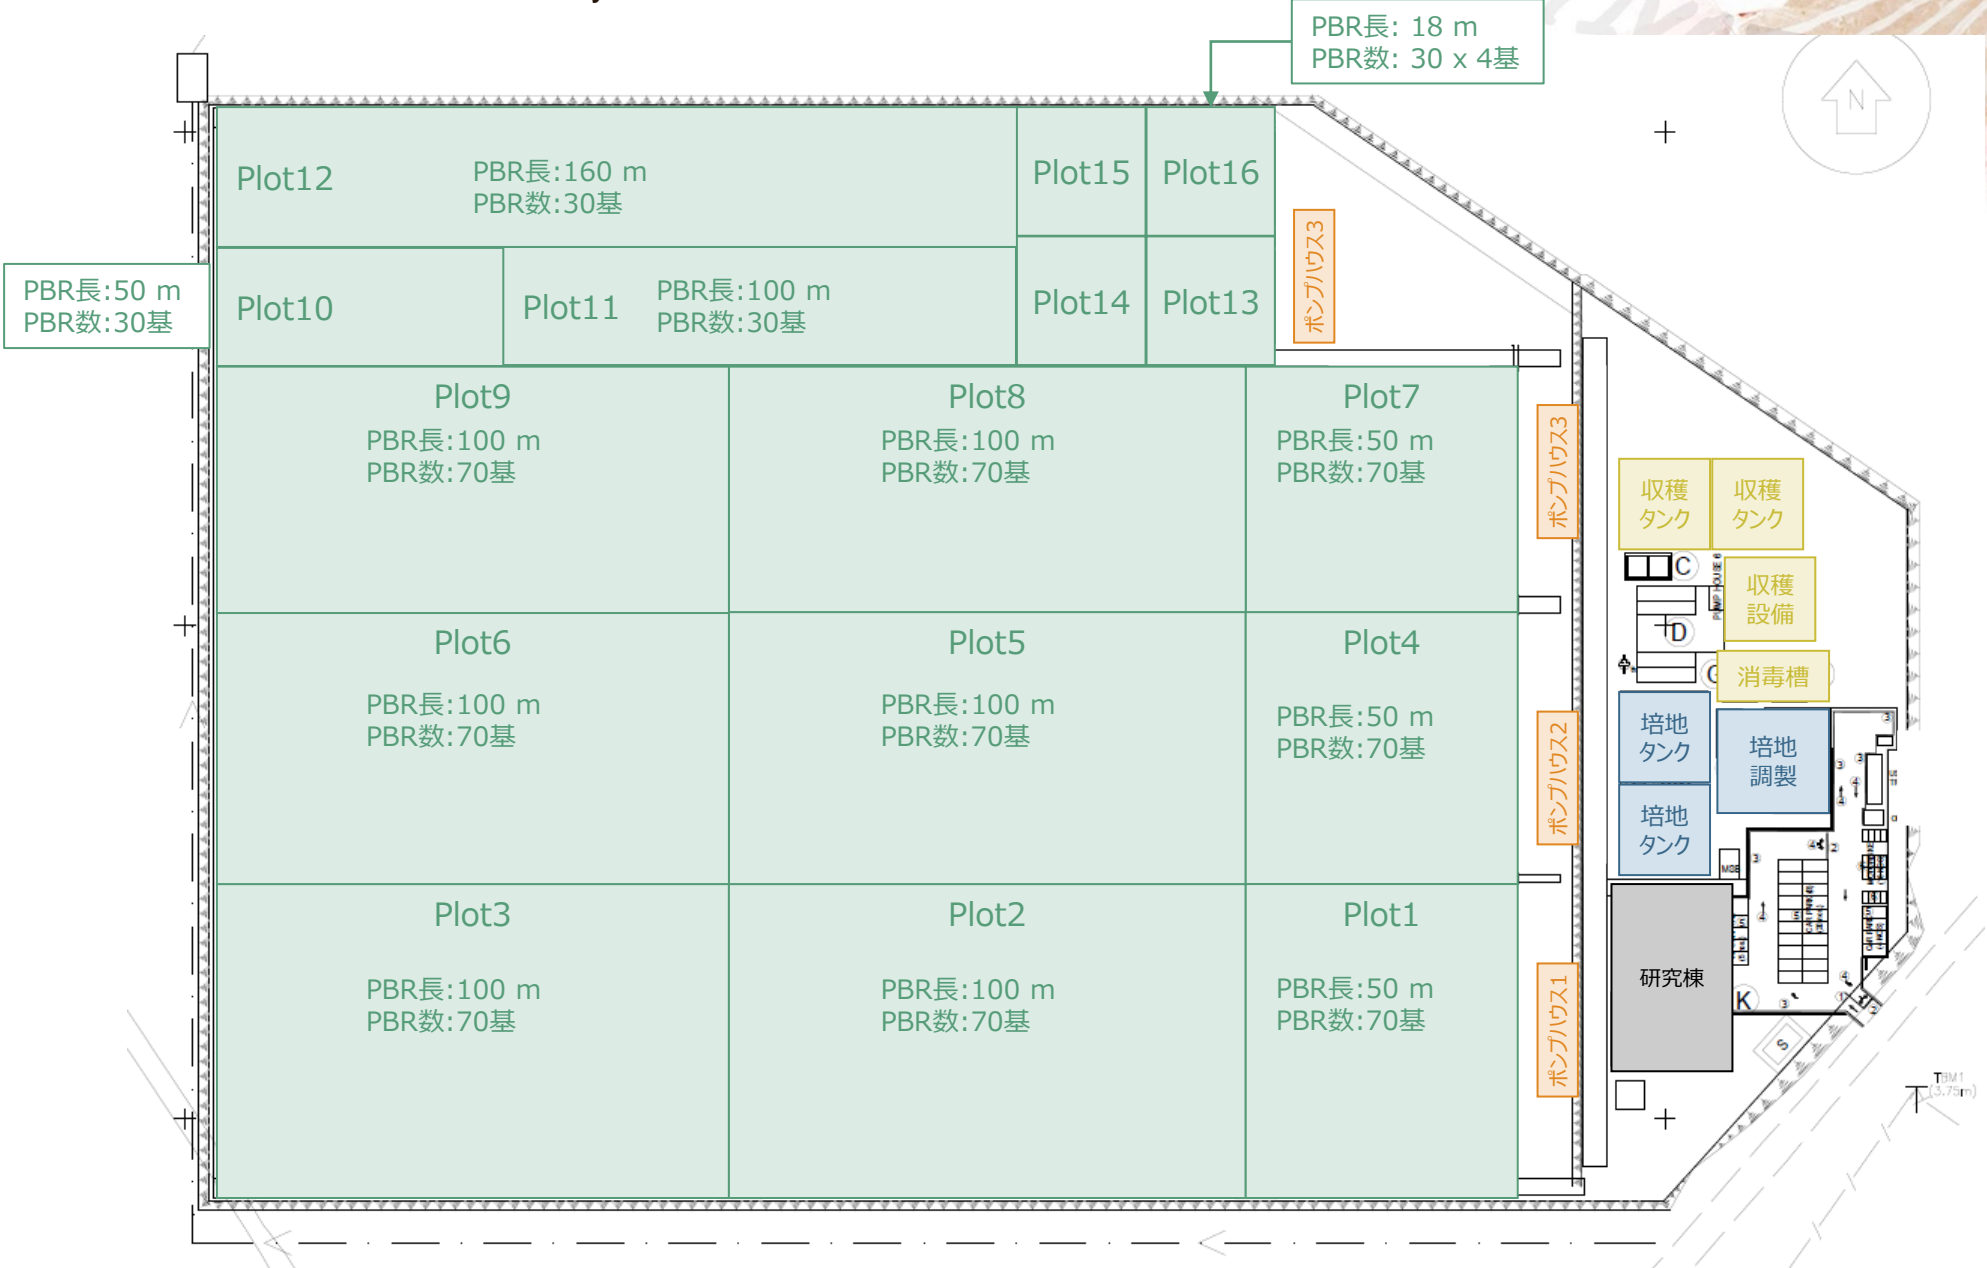 PBR長: 18 m
PBR数: 30 x 4基
N
Plot12
PBR長:160 m
PBR数:30基
Plot15
Plot16
PBR長:50 m
PBR数:30基
Plot10
Plot11
PBR長:100 m
PBR数:30基
Plot14
Plot13
ポンプハウス3
Plot9
PBR長:100 m
PBR数:70基
Plot8
PBR長:100 m
PBR数:70基
Plot7
PBR長:50 m
PBR数:70基
ポンプハウス3
収穫
タンク
収穫
タンク
C
PUMP HOUSE 6
収穫
設備
D
消毒槽
Plot6
PBR長:100 m
PBR数:70基
Plot5
PBR長:100 m
PBR数:70基
Plot4
PBR長:50 m
PBR数:70基
ポンプハウス2
培地
タンク
培地
調製
培地
タンク
Plot3
PBR長:100 m
PBR数:70基
Plot2
PBR長:100 m
PBR数:70基
Plot1
PBR長:50 m
PBR数:70基
ポンプハウス1
研究棟
K
S
TBM1
(3.75m)